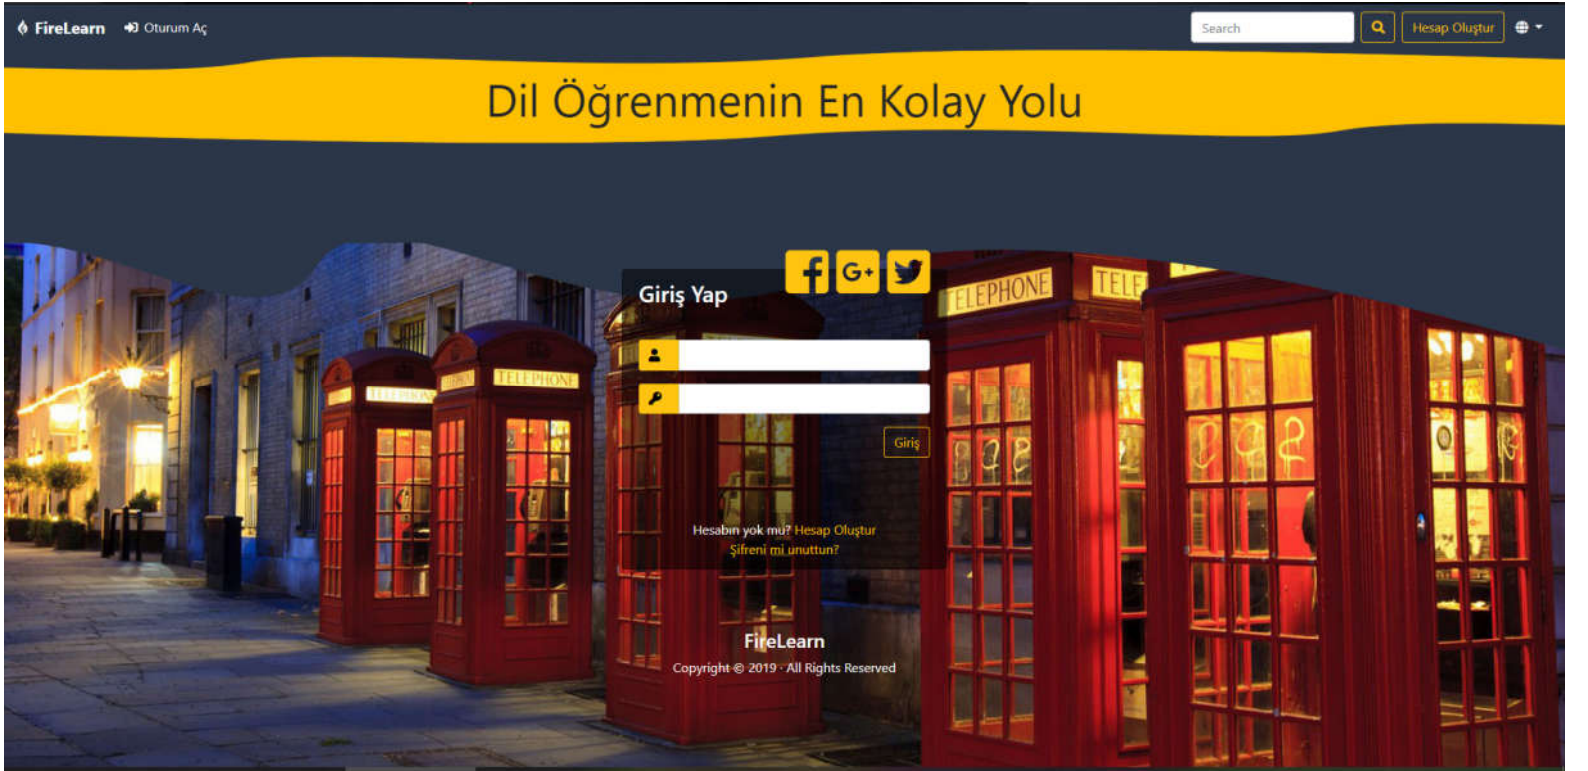 FireLearn Oturum Aç Search Hesap Oluştur
Dil Öğrenmenin En Kolay Yolu
G+
Giriş Yap
TELEPHONE
TELE
TELEPHONE
TELEPHONE
Giriş
Hesabın yok mu? Hesap Oluştur
Şifreni mi unuttun?
FireLearn
Copyright © 2019 · All Rights Reserved